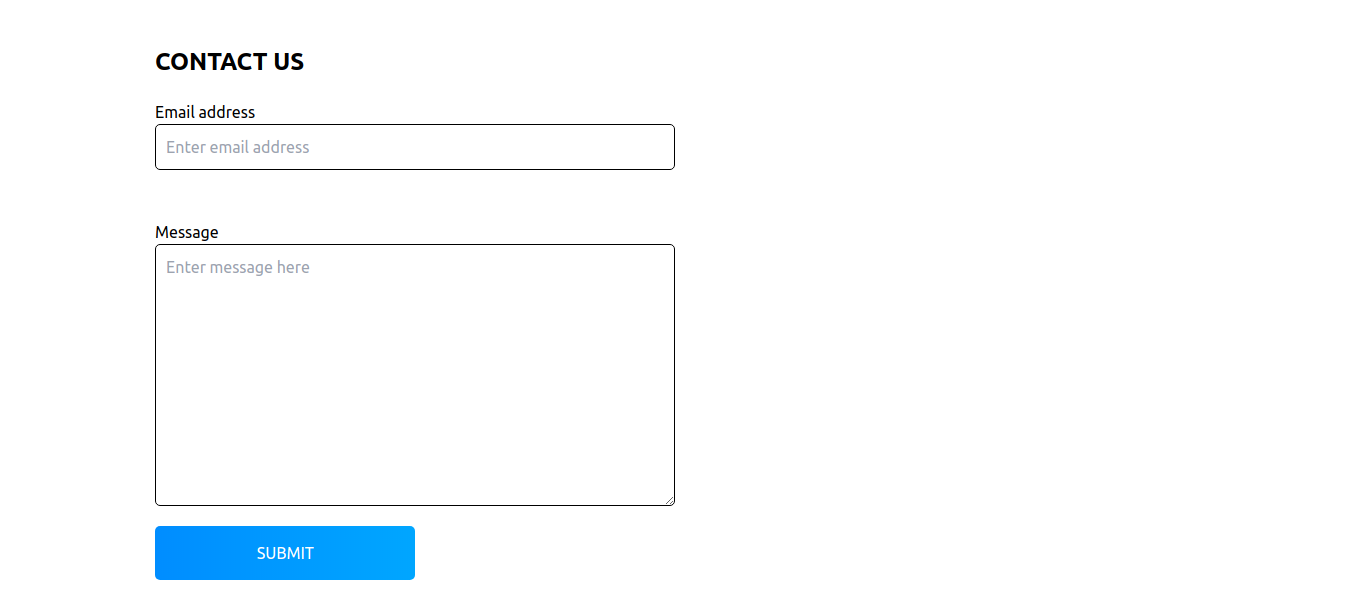 CONTACT US
Email address
Enter email address
Message
Enter message here
SUBMIT